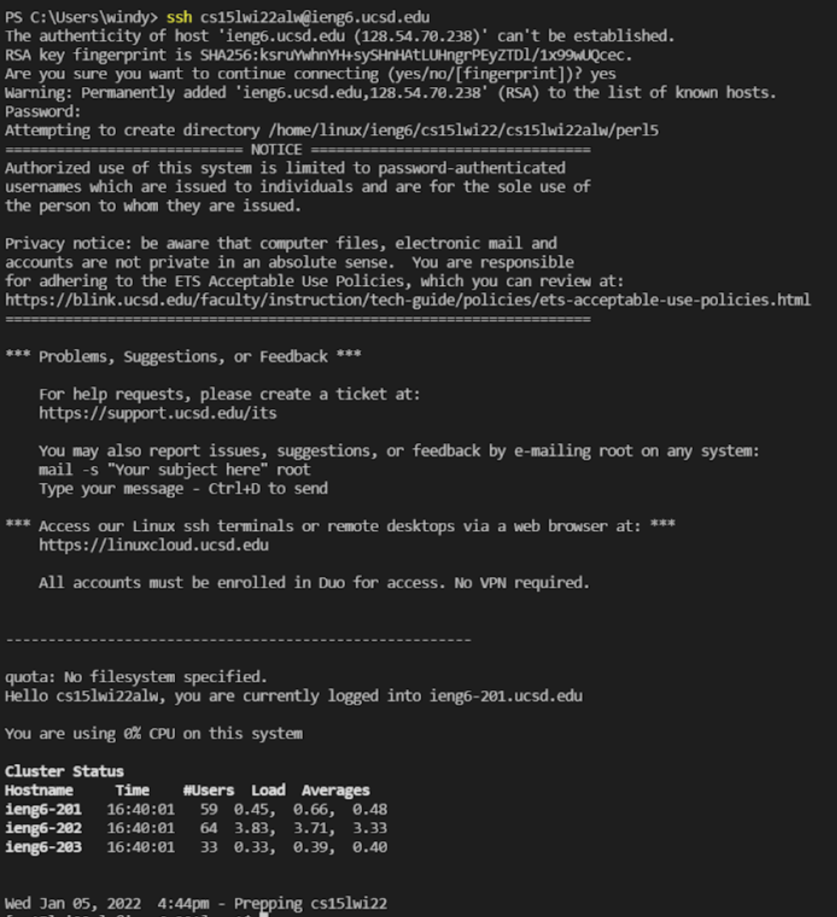 PS C:\Users\windy> ssh cs15lwi22alw@ieng6.ucsd.edu
The authenticity of host 'ieng6.ucsd.edu (128.54.70.238)' can't be established.
RSA key fingerprint is SHA256:ksruYwhnYH+sySHnHAtLUHngrPEyZTDl/1x99wUQcec.
Are you sure you want to continue connecting (yes/no/[fingerprint])? yes
Warning: Permanently added 'ieng6.ucsd.edu,128.54.70.238' (RSA) to the list of known hosts.
Password:
Attempting to create directory /home/linux/ieng6/cs15lwi22/cs15lwi22alw/perl5
============================ NOTICE =================================
Authorized use of this system is limited to password-authenticated
usernames which are issued to individuals and are for the sole use of
the person to whom they are issued.
Privacy notice: be aware that computer files, electronic mail and
accounts are not private in an absolute sense.  You are responsible
for adhering to the ETS Acceptable Use Policies, which you can review at:
https://blink.ucsd.edu/faculty/instruction/tech-guide/policies/ets-acceptable-use-policies.html
======================================================================
*** Problems, Suggestions, or Feedback ***
For help requests, please create a ticket at:
https://support.ucsd.edu/its
You may also report issues, suggestions, or feedback by e-mailing root on any system:
mail -s "Your subject here" root
Type your message - Ctrl+D to send
*** Access our Linux ssh terminals or remote desktops via a web browser at: ***
https://linuxcloud.ucsd.edu
All accounts must be enrolled in Duo for access. No VPN required.
--------------------------------------------------------
quota: No filesystem specified.
Hello cs15lwi22alw, you are currently logged into ieng6-201.ucsd.edu
You are using 0% CPU on this system
Cluster Status
Hostname     Time    #Users  Load  Averages
ieng6-201   16:40:01   59  0.45,  0.66,  0.48
ieng6-202   16:40:01   64  3.83,  3.71,  3.33
ieng6-203   16:40:01   33  0.33,  0.39,  0.40
Wed Jan 05, 2022  4:44pm - Prepping cs15lwi22